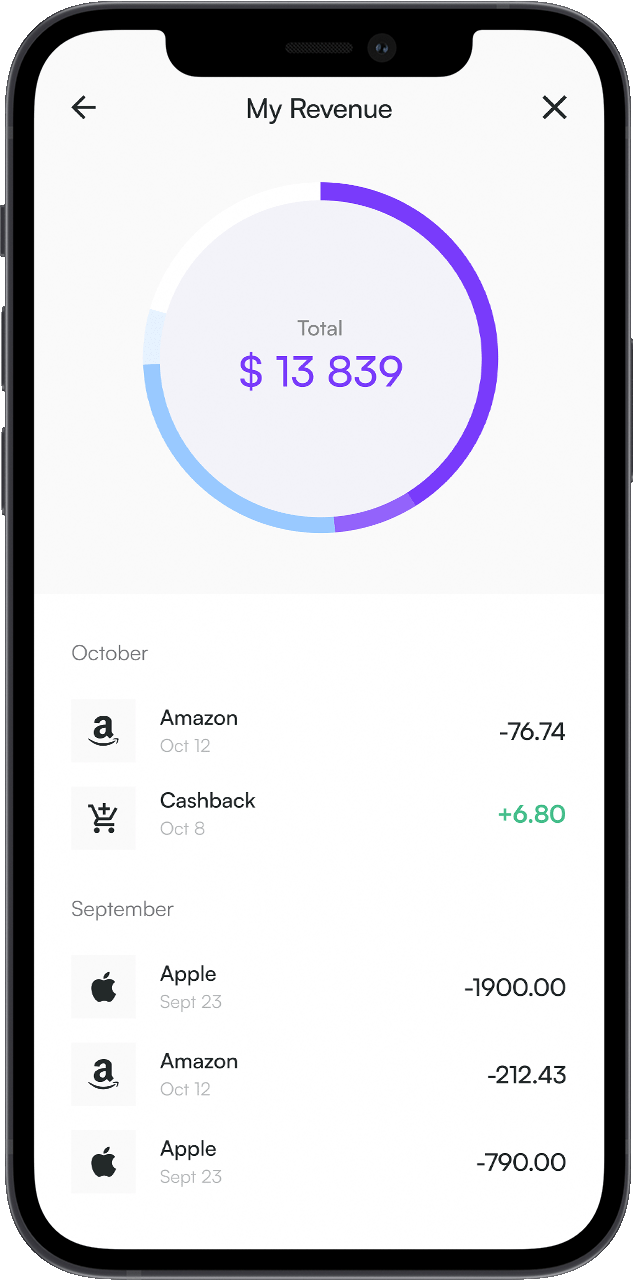 My Revenue
Total
$ 13 839
October
Amazon
Oct 12
-76.74
Cashback
Oct 8
+6.80
September
Apple
Sept 23
-1900.00
Amazon
Oct 12
-212.43
Apple
Sept 23
-790.00